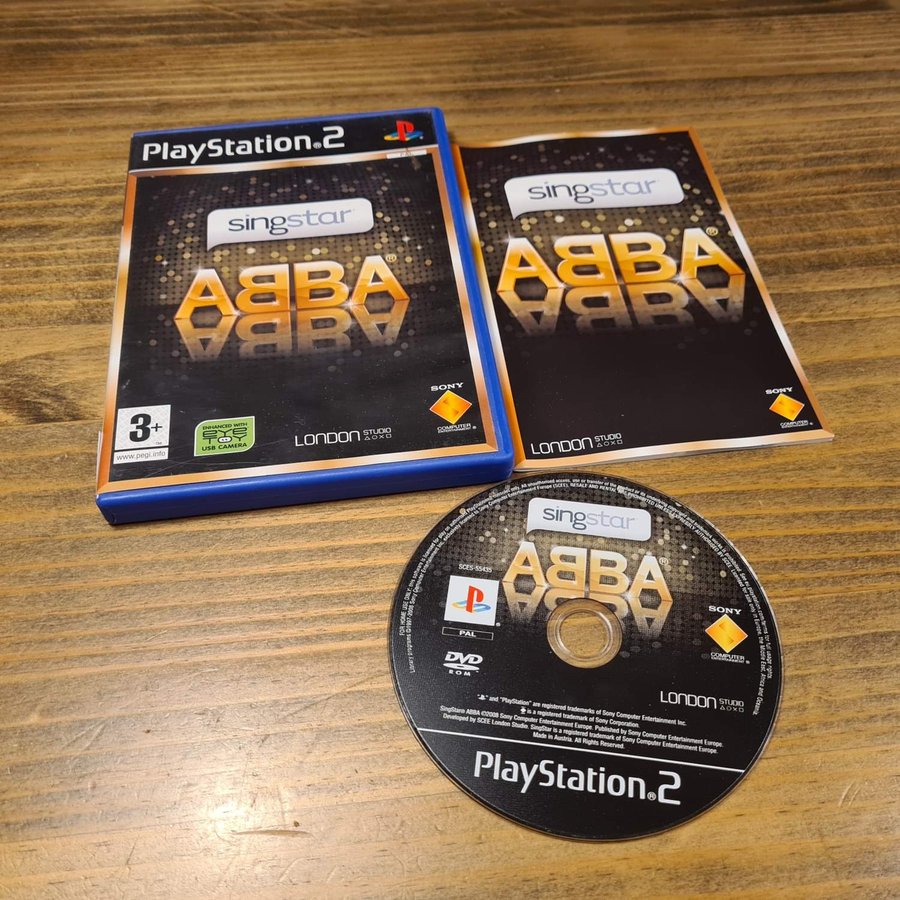 PlayStation®2
PAL
singstar™
ABBA®
3+
www.pegi.info
ENHANCED WITH
EYE TOY
USB CAMERA
LONDON STUDIO
SONY
COMPUTER
ENTERTAINMENT®
singstar™
ABBA®
LONDON STUDIO
SONY
COMPUTER
ENTERTAINMENT®
singstar™
ABBA®
SCES-55435
PAL
DVD
ROM
SONY
COMPUTER
ENTERTAINMENT®
LONDON STUDIO
" " and "PlayStation" are registered trademarks of Sony Computer Entertainment Inc.
is a registered trademark of Sony Corporation.
SingStar® ABBA ©2008 Sony Computer Entertainment Europe. Published by Sony Computer Entertainment Europe.
Developed by SCEE London Studio. SingStar is a registered trademark of Sony Computer Entertainment Europe.
Made in Austria. All Rights Reserved.
PlayStation®2